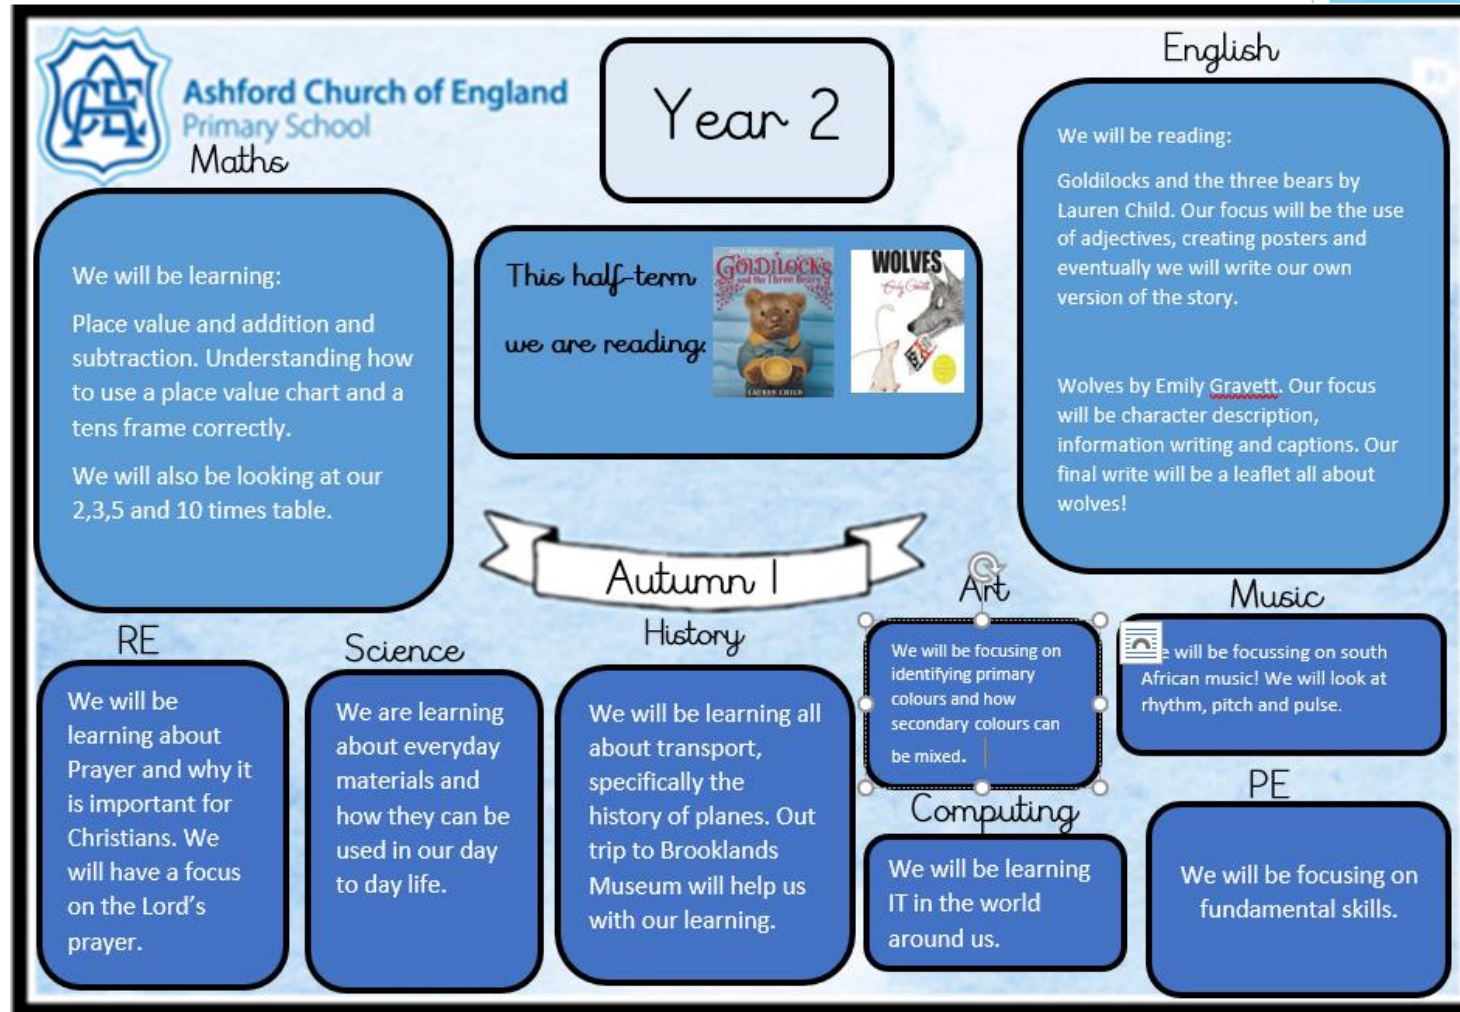 Ashford Church of England
Primary School
Year 2
Maths
We will be learning:
Place value and addition and
subtraction. Understanding how
to use a place value chart and a
tens frame correctly.
We will also be looking at our
2,3,5 and 10 times table.
This half-term
we are reading:
GOLDILOCKS
and the Three Bears
LAUREN CHILD
WOLVES
Emily Gravett
English
We will be reading:
Goldilocks and the three bears by
Lauren Child. Our focus will be the use
of adjectives, creating posters and
eventually we will write our own
version of the story.
Wolves by Emily Gravett. Our focus
will be character description,
information writing and captions. Our
final write will be a leaflet all about
wolves!
Autumn 1
RE
We will be
learning about
Prayer and why it
is important for
Christians. We
will have a focus
on the Lord's
prayer.
Science
We are learning
about everyday
materials and
how they can be
used in our day
to day life.
History
We will be learning all
about transport,
specifically the
history of planes. Out
trip to Brooklands
Museum will help us
with our learning.
Art
We will be focusing on
identifying primary
colours and how
secondary colours can
be mixed.
Music
e will be focussing on south
African music! We will look at
rhythm, pitch and pulse.
Computing
We will be learning
IT in the world
around us.
PE
We will be focusing on
fundamental skills.